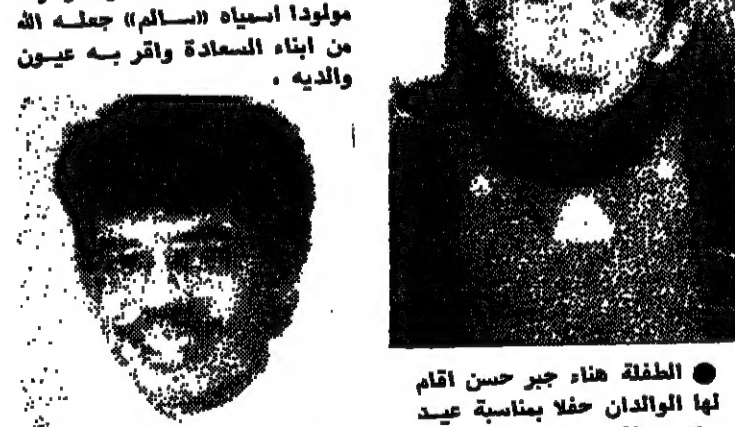 ● الطفلة هناء جبر حسن اقام
لها الوالدان حفلا بمناسبة عيد
مولودا اسمياه «سالم» جعله الله
من ابناء السعادة واقر به عيون
والديه .